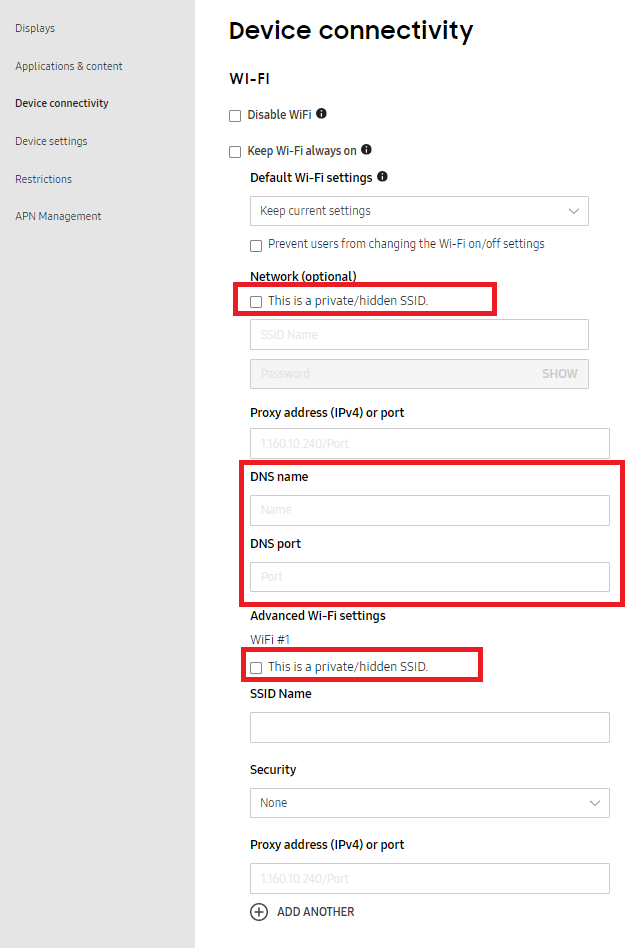 Displays
Applications & content
Device connectivity
Device settings
Restrictions
APN Management
Device connectivity
WI-FI
Disable WiFi
Keep Wi-Fi always on
Default Wi-Fi settings
Keep current settings
Prevent users from changing the Wi-Fi on/off settings
Network (optional)
This is a private/hidden SSID.
SSID Name
Password SHOW
Proxy address (IPv4) or port
1.160.10.240/Port
DNS name
Name
DNS port
Port
Advanced Wi-Fi settings
WiFi #1
This is a private/hidden SSID.
SSID Name
Security
None
Proxy address (IPv4) or port
1.160.10.240/Port
ADD ANOTHER